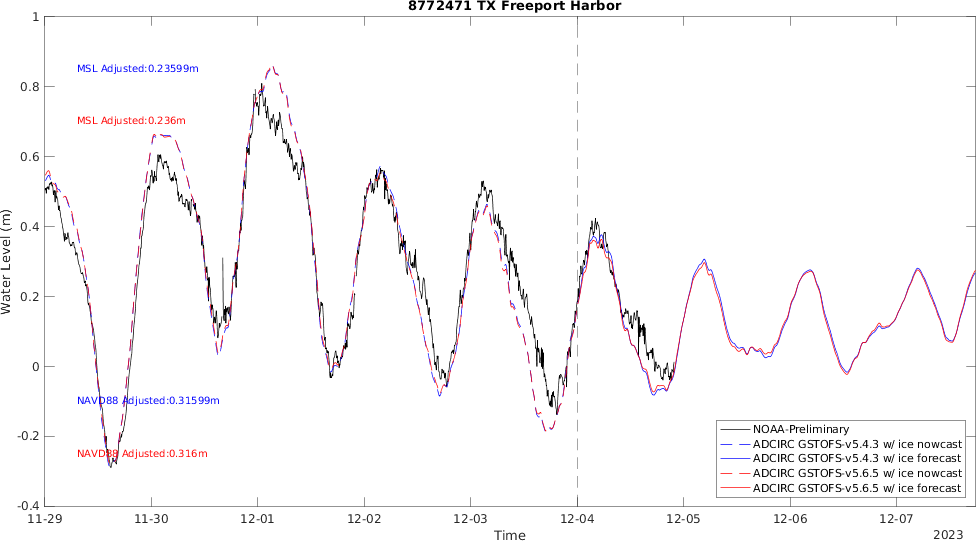 8772471 TX Freeport Harbor
1
0.8
0.6
0.4
0.2
0
-0.2
-0.4
Water Level (m)
MSL Adjusted:0.23599m
MSL Adjusted:0.236m
NAVD88 Adjusted:0.31599m
NAVD88 Adjusted:0.316m
NOAA-Preliminary
ADCIRC GSTOFS-v5.4.3 w/ ice nowcast
ADCIRC GSTOFS-v5.4.3 w/ ice forecast
ADCIRC GSTOFS-v5.6.5 w/ ice nowcast
ADCIRC GSTOFS-v5.6.5 w/ ice forecast
11-29 11-30 12-01 12-02 12-03 12-04 12-05 12-06 12-07
Time
2023